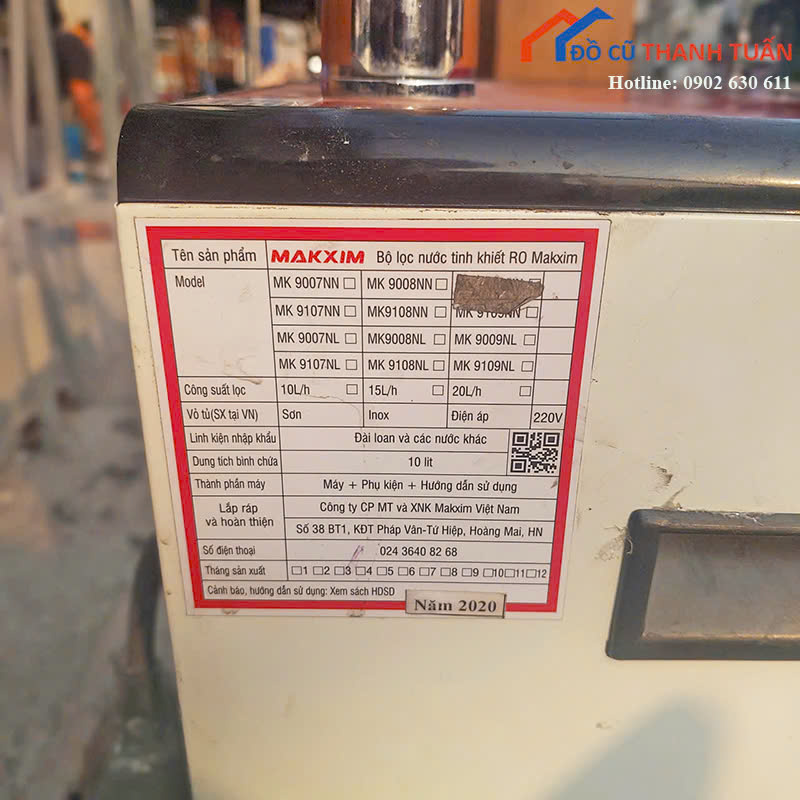 ĐỒ CŨ THANH TUẤN
Hotline: 0902 630 611
Tên sản phẩm MAKXIM Bộ lọc nước tinh khiết RO Makxim
Model MK 9007NN MK 9008NN
MK 9107NN MK9108NN MK 9109NN
MK 9007NL MK9008NL MK 9009NL
MK 9107NL MK 9108NL MK 9109NL
Công suất lọc 10L/h 15L/h 20L/h
Vỏ tủ(SX tại VN) Sơn Inox Điện áp 220V
Linh kiện nhập khẩu Đài loan và các nước khác
Dung tích bình chứa 10 lit
Thành phần máy Máy + Phụ kiện + Hướng dẫn sử dụng
Lắp ráp và hoàn thiện Công ty CP MT và XNK Makxim Việt Nam
Số 38 BT1, KĐT Pháp Vân-Tứ Hiệp, Hoàng Mai, HN
Số điện thoại 024 3640 82 68
Tháng sản xuất 1 2 3 4 5 6 7 8 9 10 11 12
Cảnh báo, hướng dẫn sử dụng: Xem sách HDSD
Năm 2020